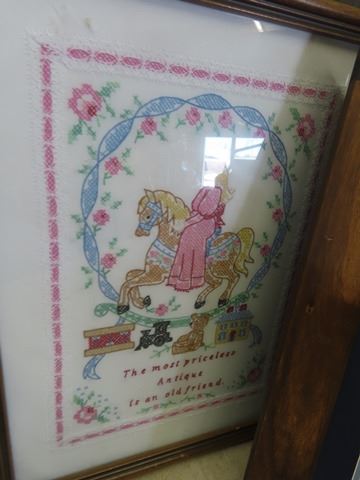 The most priceless
Antique
is an old friend.